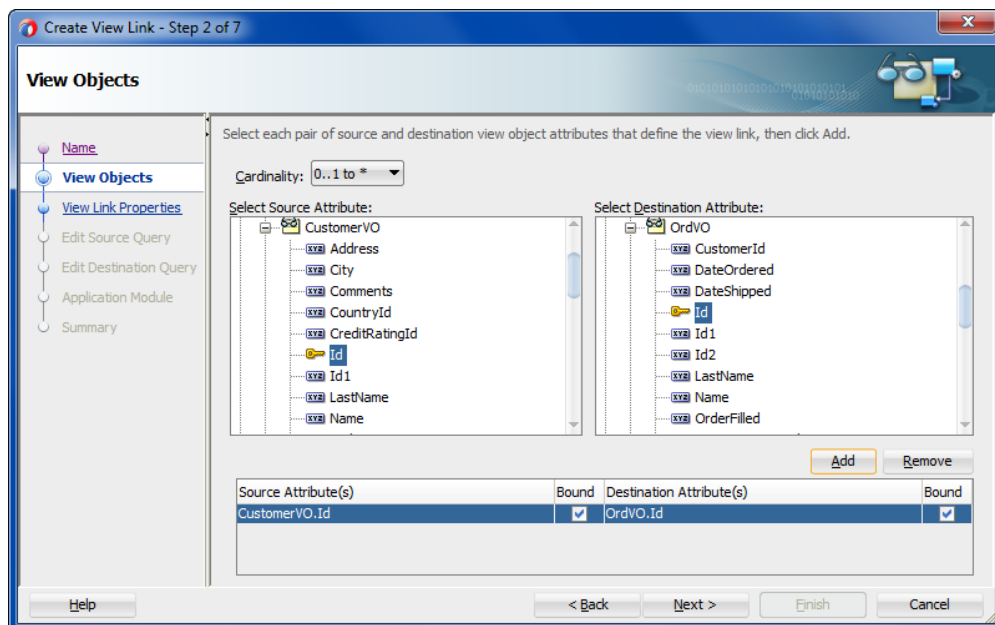 Create View Link - Step 2 of 7
View Objects
Name
View Objects
View Link Properties
Edit Source Query
Edit Destination Query
Application Module
Summary
Select each pair of source and destination view object attributes that define the view link, then click Add.
Cardinality: 0..1 to *
Select Source Attribute:
CustomerVO
Address
City
Comments
CountryId
CreditRatingId
Id
Id1
LastName
Name
Select Destination Attribute:
OrdVO
CustomerId
DateOrdered
DateShipped
Id
Id1
Id2
LastName
Name
OrderFilled
Add Remove
Source Attribute(s) Bound Destination Attribute(s) Bound
CustomerVO.Id OrdVO.Id
Help < Back Next > Finish Cancel